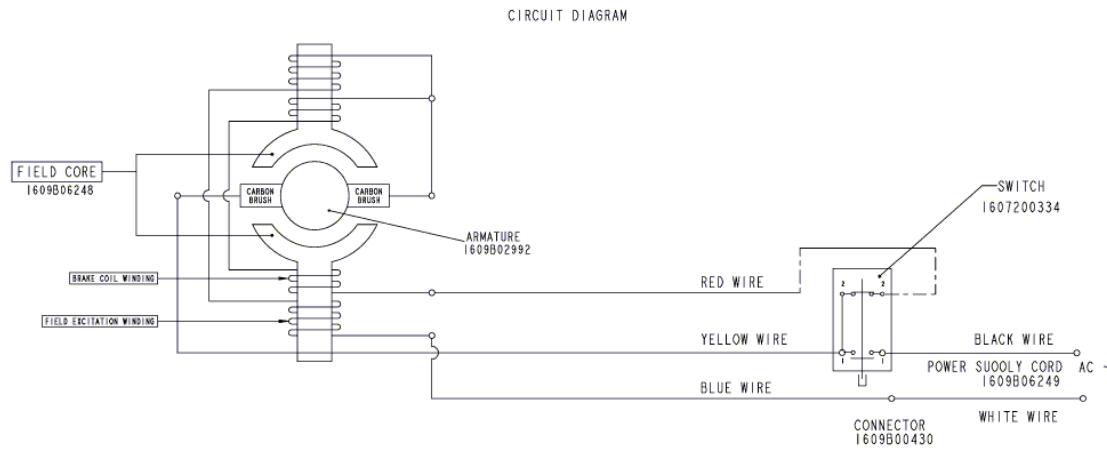 CIRCUIT DIAGRAM
FIELD CORE
1609B06248
CARBON
BRUSH
CARBON
BRUSH
SWITCH
1607200334
ARMATURE
1609B02992
BRAKE COIL WINDING
RED WIRE
2 2
FIELD EXCITATION WINDING
YELLOW WIRE
BLACK WIRE
1 1
POWER SUOOLY CORD AC ~
1609B06249
BLUE WIRE
WHITE WIRE
CONNECTOR
1609B00430